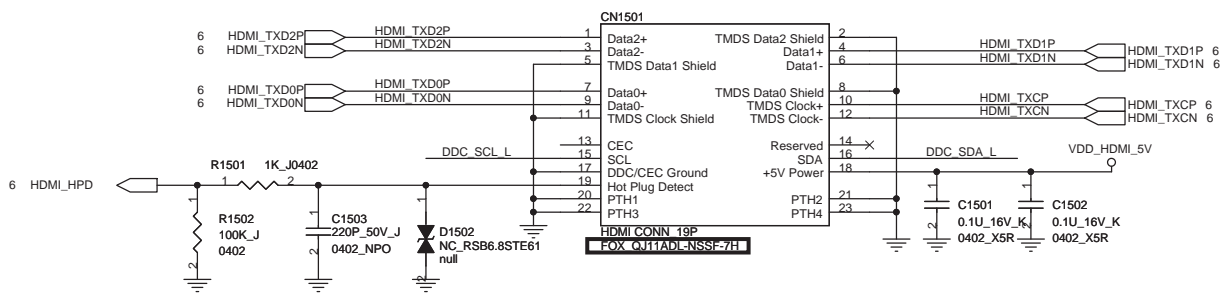 CN1501
6 HDMI_TXD2P HDMI_TXD2P 1 Data2+ TMDS Data2 Shield 2
6 HDMI_TXD2N HDMI_TXD2N 3 Data2- Data1+ 4 HDMI_TXD1P HDMI_TXD1P 6
5 TMDS Data1 Shield Data1- 6 HDMI_TXD1N HDMI_TXD1N 6
6 HDMI_TXD0P HDMI_TXD0P 7 Data0+ TMDS Data0 Shield 8
6 HDMI_TXD0N HDMI_TXD0N 9 Data0- TMDS Clock+ 10 HDMI_TXCP HDMI_TXCP 6
11 TMDS Clock Shield TMDS Clock- 12 HDMI_TXCN HDMI_TXCN 6
13 CEC Reserved 14
DDC_SCL_L 15 SCL SDA 16 DDC_SDA_L VDD_HDMI_5V
17 DDC/CEC Ground +5V Power 18
R1501 1K_J0402
6 HDMI_HPD 1 2 19 Hot Plug Detect
20 PTH1 PTH2 21
22 PTH3 PTH4 23
HDMI CONN 19P
FOX_QJ11ADL-NSSF-7H
1 R1502 100K_J 0402 2
1 C1503 220P_50V_J 0402_NPO 2
1 D1502 NC_RSB6.8STE61 null 2
1 C1501 0.1U_16V_K 0402_X5R 2
1 C1502 0.1U_16V_K 0402_X5R 2